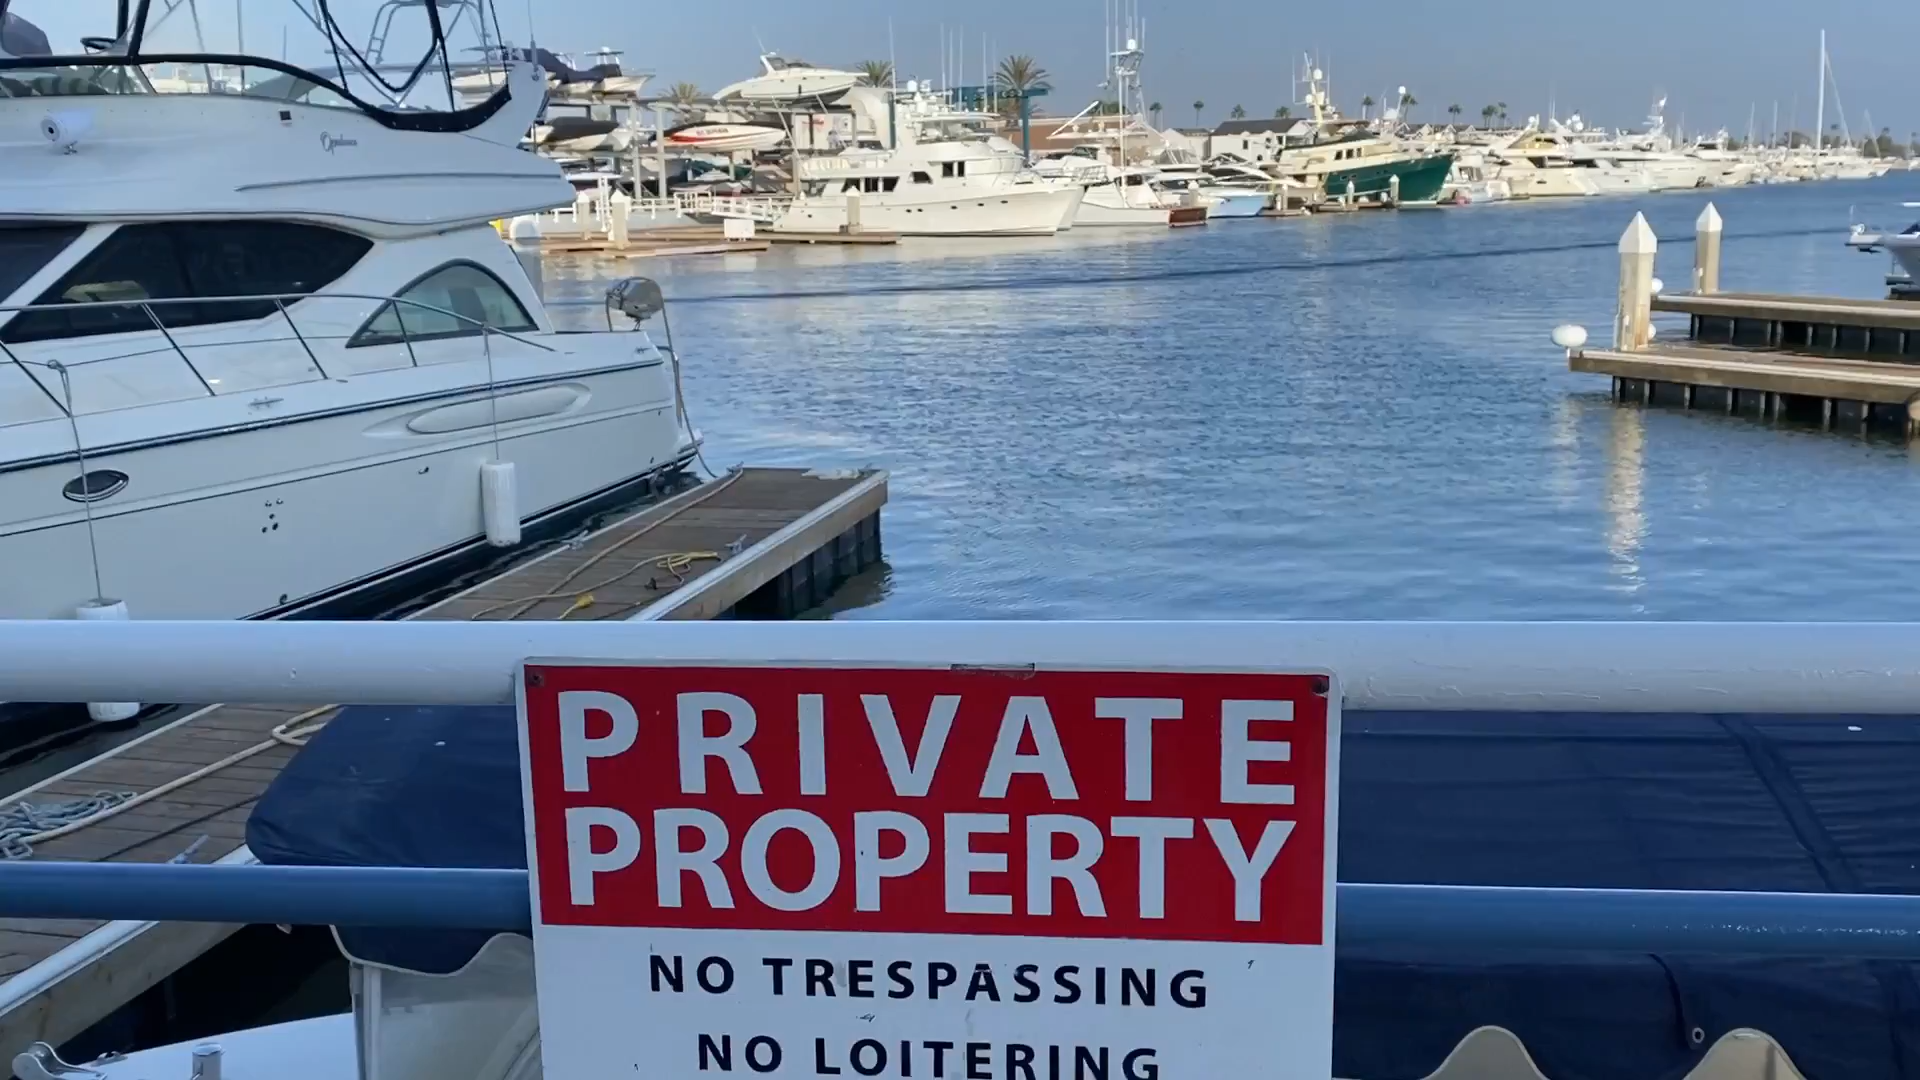 PRIVATE
PROPERTY
NO TRESPASSING
NO LOITERING